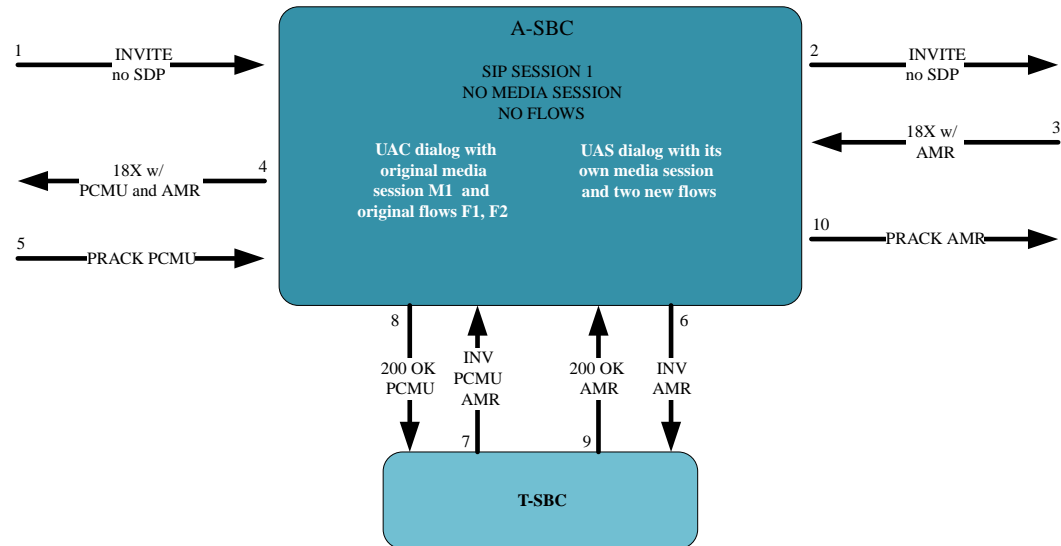 A-SBC
1
INVITE
no SDP
2
INVITE
no SDP
SIP SESSION 1
NO MEDIA SESSION
NO FLOWS
3
18X w/
AMR
4
18X w/
PCMU and AMR
UAC dialog with
original media
session M1 and
original flows F1, F2
UAS dialog with its
own media session
and two new flows
5
PRACK PCMU
10
PRACK AMR
8
200 OK
PCMU
INV
PCMU
AMR
7
200 OK
AMR
9
6
INV
AMR
T-SBC